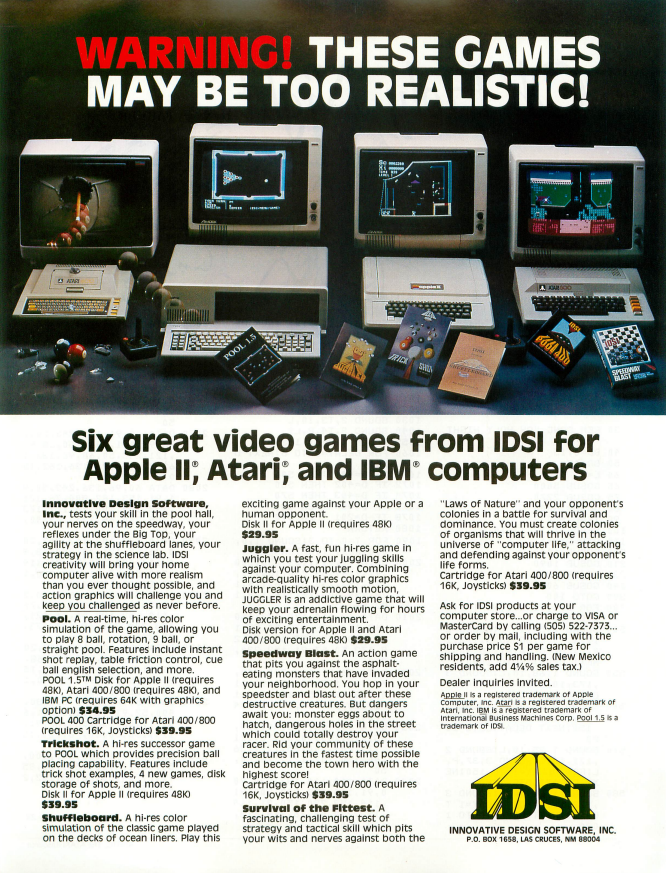 WARNING! THESE GAMES
MAY BE TOO REALISTIC!
POOL 1.5
TRICK
SHOT
IDSI
SPEEDWAY
BLAST
Six great video games from IDSI for
Apple II®, Atari®, and IBM® computers
Innovative Design Software,
Inc., tests your skill in the pool hall,
your nerves on the speedway, your
reflexes under the Big Top, your
agility at the shuffleboard lanes, your
strategy in the science lab. IDSI
creativity will bring your home
computer alive with more realism
than you ever thought possible, and
action graphics will challenge you and
keep you challenged as never before.
Pool. A real-time, hi-res color
simulation of the game, allowing you
to play 8 ball, rotation, 9 ball, or
straight pool. Features include instant
shot replay, table friction control, cue
ball english selection, and more.
POOL 1.5™ Disk for Apple II (requires
48K), Atari 400/800 (requires 48K), and
IBM PC (requires 64K with graphics
option) $34.95
POOL 400 Cartridge for Atari 400/800
(requires 16K, Joysticks) $39.95
Trickshot. A hi-res successor game
to POOL which provides precision ball
placing capability. Features include
trick shot examples, 4 new games, disk
storage of shots, and more.
Disk II for Apple II (requires 48K)
$39.95
Shuffleboard. A hi-res color
simulation of the classic game played
on the decks of ocean liners. Play this
exciting game against your Apple or a
human opponent.
Disk II for Apple II (requires 48K)
$29.95
Juggler. A fast, fun hi-res game in
which you test your juggling skills
against your computer. Combining
arcade-quality hi-res color graphics
with realistically smooth motion,
JUGGLER is an addictive game that will
keep your adrenalin flowing for hours
of exciting entertainment.
Disk version for Apple II and Atari
400/800 (requires 48K) $29.95
Speedway Blast. An action game
that pits you against the asphalt-
eating monsters that have invaded
your neighborhood. You hop in your
speedster and blast out after these
destructive creatures. But dangers
await you: monster eggs about to
hatch, dangerous holes in the street
which could totally destroy your
racer. Rid your community of these
creatures in the fastest time possible
and become the town hero with the
highest score!
Cartridge for Atari 400/800 (requires
16K, Joysticks) $39.95
Survival of the Fittest. A
fascinating, challenging test of
strategy and tactical skill which pits
your wits and nerves against both the
"Laws of Nature" and your opponent's
colonies in a battle for survival and
dominance. You must create colonies
of organisms that will thrive in the
universe of "computer life," attacking
and defending against your opponent's
life forms.
Cartridge for Atari 400/800 (requires
16K, Joysticks) $39.95
Ask for IDSI products at your
computer store...or charge to VISA or
MasterCard by calling (505) 522-7373...
or order by mail, including with the
purchase price $1 per game for
shipping and handling. (New Mexico
residents, add 4¼% sales tax.)
Dealer inquiries invited.
Apple II is a registered trademark of Apple
Computer, Inc. Atari is a registered trademark of
Atari, Inc. IBM is a registered trademark of
International Business Machines Corp. Pool 1.5 is a
trademark of IDSI.
IDSI
INNOVATIVE DESIGN SOFTWARE, INC.
P.O. BOX 1658, LAS CRUCES, NM 88004